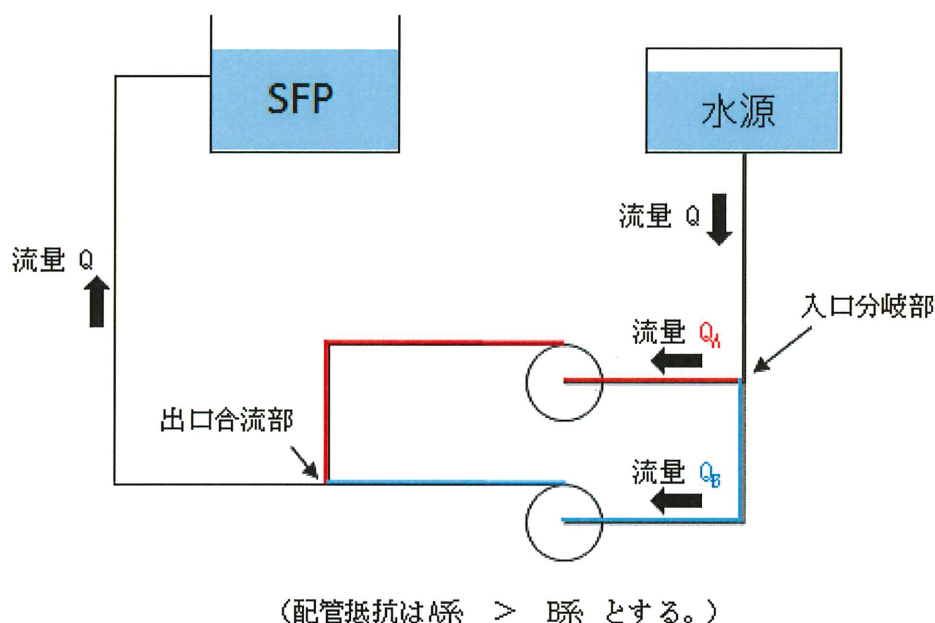 SFP
水源
流量 Q
流量 Q
入口分岐部
流量 QA
出口合流部
流量 QB
(配管抵抗はA系 > B系 とする。)